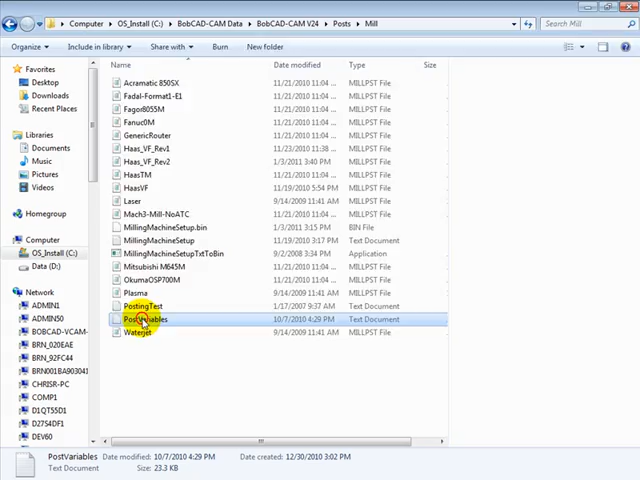 Computer ▸ OS_Install (C:) ▸ BobCAD-CAM Data ▸ BobCAD-CAM V24 ▸ Posts ▸ Mill
Search Mill
Organize Include in library Share with Burn New folder
Name Date modified Type Size
Favorites
Desktop
Downloads
Recent Places
Libraries
Documents
Music
Pictures
Videos
Homegroup
Computer
OS_Install (C:)
Data (D:)
Network
ADMIN1
ADMIN50
BOBCAD-V-CAM-
BRN_020EAE
BRN_92FC44
BRN001BA930341
CHRISR-PC
COMP1
D1QT55D1
D27S4DF1
DEV60
Acramatic 850SX 11/21/2010 11:04 ... MILLPST File
Fadal-Format1-E1 11/21/2010 11:04 ... MILLPST File
Fagor8055M 11/21/2010 11:04 ... MILLPST File
Fanuc0M 11/21/2010 11:04 ... MILLPST File
GenericRouter 11/21/2010 11:04 ... MILLPST File
Haas_VF_Rev1 11/23/2010 11:38 ... MILLPST File
Haas_VF_Rev2 1/3/2011 3:40 PM MILLPST File
HaasTM 11/21/2010 11:04 ... MILLPST File
HaasVF 11/19/2010 5:54 PM MILLPST File
Laser 9/14/2009 11:41 AM MILLPST File
Mach3-Mill-NoATC 11/21/2010 11:04 ... MILLPST File
MillingMachineSetup.bin 1/3/2011 3:15 PM BIN File
MillingMachineSetup 11/19/2010 3:17 PM Text Document
MillingMachineSetupTxtToBin 9/2/2008 3:34 PM Application
Mitsubishi M645M 11/21/2010 11:04 ... MILLPST File
OkumaOSP700M 11/21/2010 11:04 ... MILLPST File
Plasma 9/14/2009 11:41 AM MILLPST File
PostingTest 1/17/2007 9:37 AM Text Document
PostVariables 10/7/2010 4:29 PM Text Document
Waterjet 9/14/2009 11:41 AM MILLPST File
PostVariables Date modified: 10/7/2010 4:29 PM Date created: 12/30/2010 3:02 PM
Text Document Size: 23.3 KB